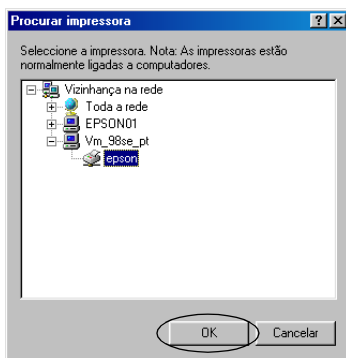 Procurar impressora
Seleccione a impressora. Nota: As impressoras estão
normalmente ligadas a computadores.
Vizinhança na rede
Toda a rede
EPSON01
Vm_98se_pt
epson
OK
Cancelar